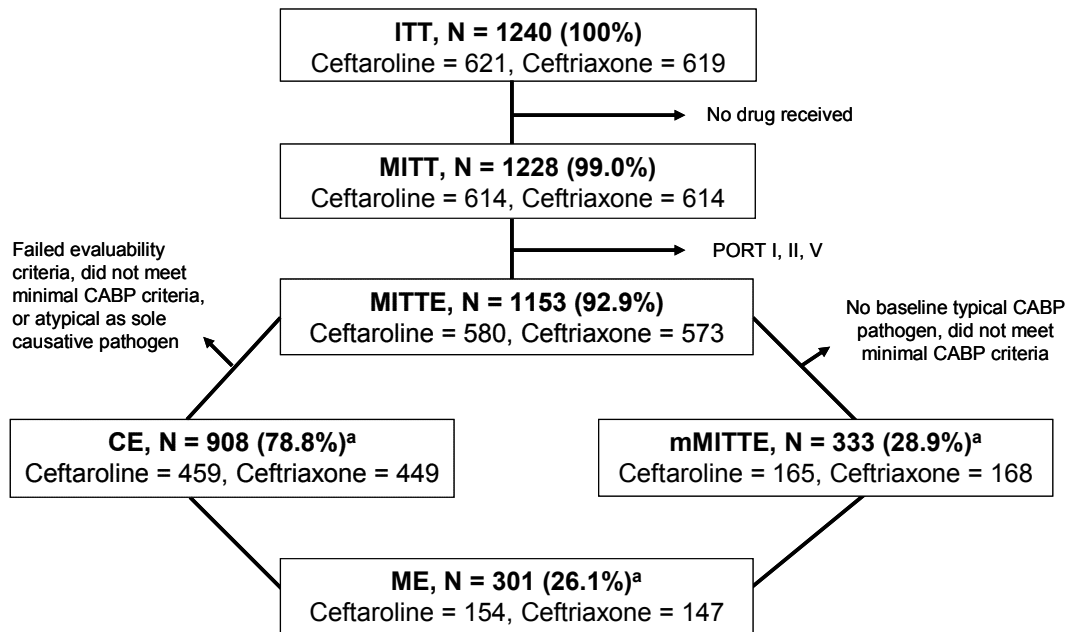 ITT, N = 1240 (100%)
Ceftaroline = 621, Ceftriaxone = 619
No drug received
MITT, N = 1228 (99.0%)
Ceftaroline = 614, Ceftriaxone = 614
PORT I, II, V
Failed evaluability
criteria, did not meet
minimal CABP criteria,
or atypical as sole
causative pathogen
MITTE, N = 1153 (92.9%)
Ceftaroline = 580, Ceftriaxone = 573
No baseline typical CABP
pathogen, did not meet
minimal CABP criteria
CE, N = 908 (78.8%)ᵃ
Ceftaroline = 459, Ceftriaxone = 449
mMITTE, N = 333 (28.9%)ᵃ
Ceftaroline = 165, Ceftriaxone = 168
ME, N = 301 (26.1%)ᵃ
Ceftaroline = 154, Ceftriaxone = 147